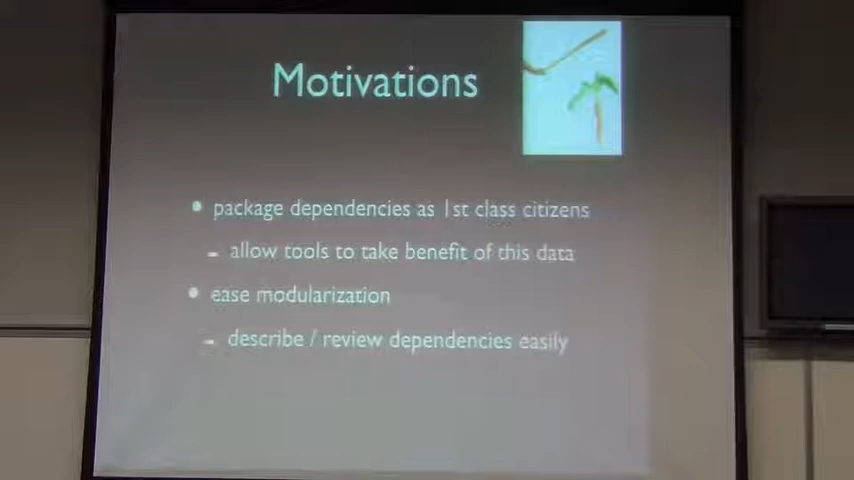 Motivations
• package dependencies as 1st class citizens
- allow tools to take benefit of this data
• ease modularization
- describe / review dependencies easily